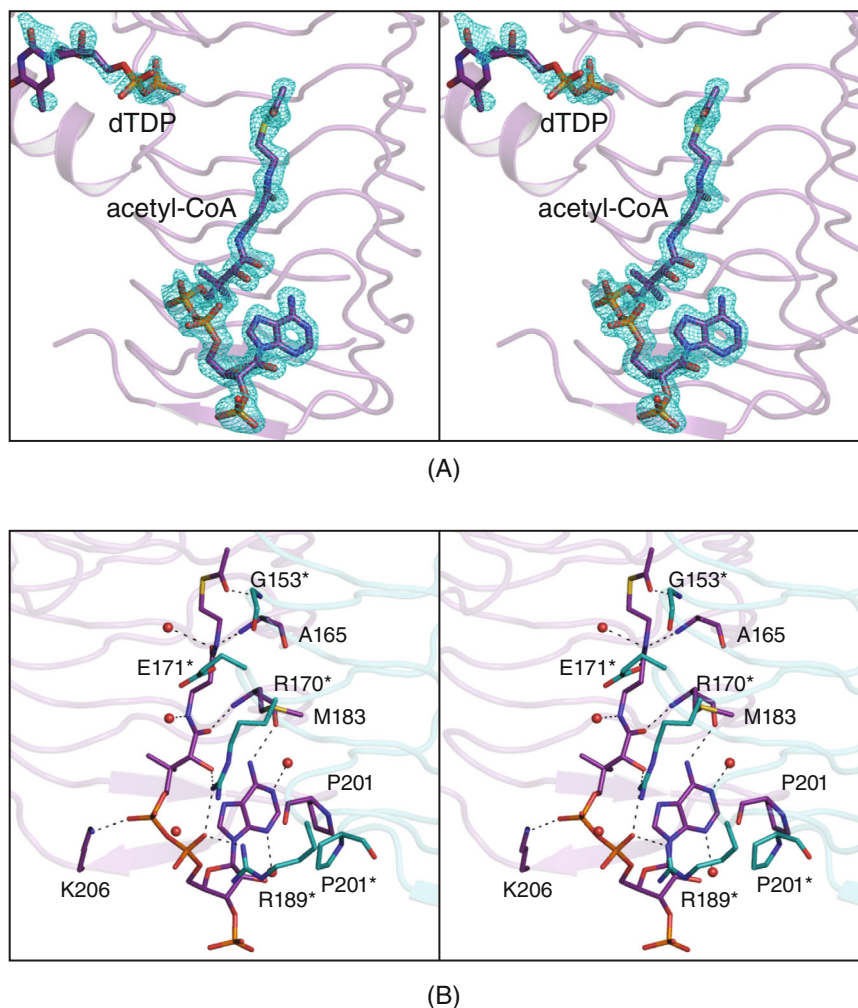 dTDP dTDP
acetyl-CoA acetyl-CoA
(A)
G153* G153*
A165 A165
E171* E171*
R170* R170*
M183 M183
P201 P201
K206 K206
R189* R189*
P201* P201*
(B)